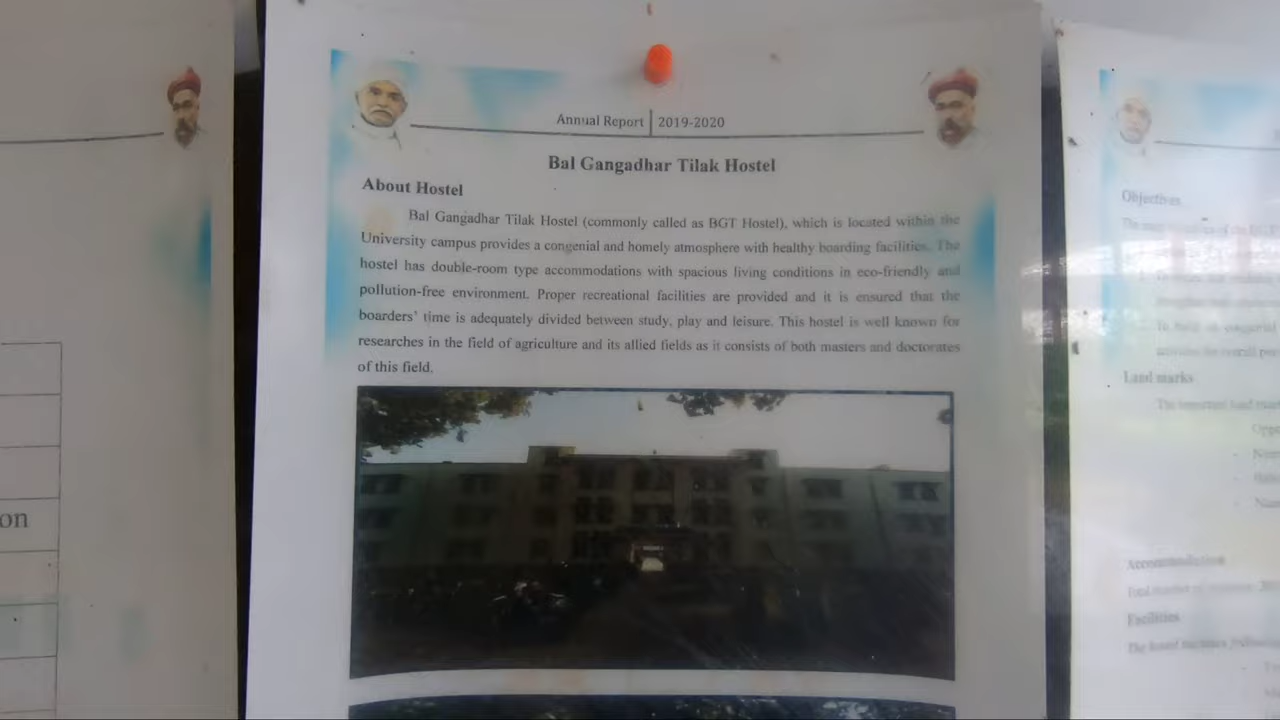 Annual Report | 2019-2020
Bal Gangadhar Tilak Hostel
About Hostel
Bal Gangadhar Tilak Hostel (commonly called as BGT Hostel), which is located within the
University campus provides a congenial and homely atmosphere with healthy boarding facilities. The
hostel has double-room type accommodations with spacious living conditions in eco-friendly and
pollution-free environment. Proper recreational facilities are provided and it is ensured that the
boarders' time is adequately divided between study, play and leisure. This hostel is well known for
researches in the field of agriculture and its allied fields as it consists of both masters and doctorates
of this field.
on
Objectives
Land marks
Accommodation
Facilities